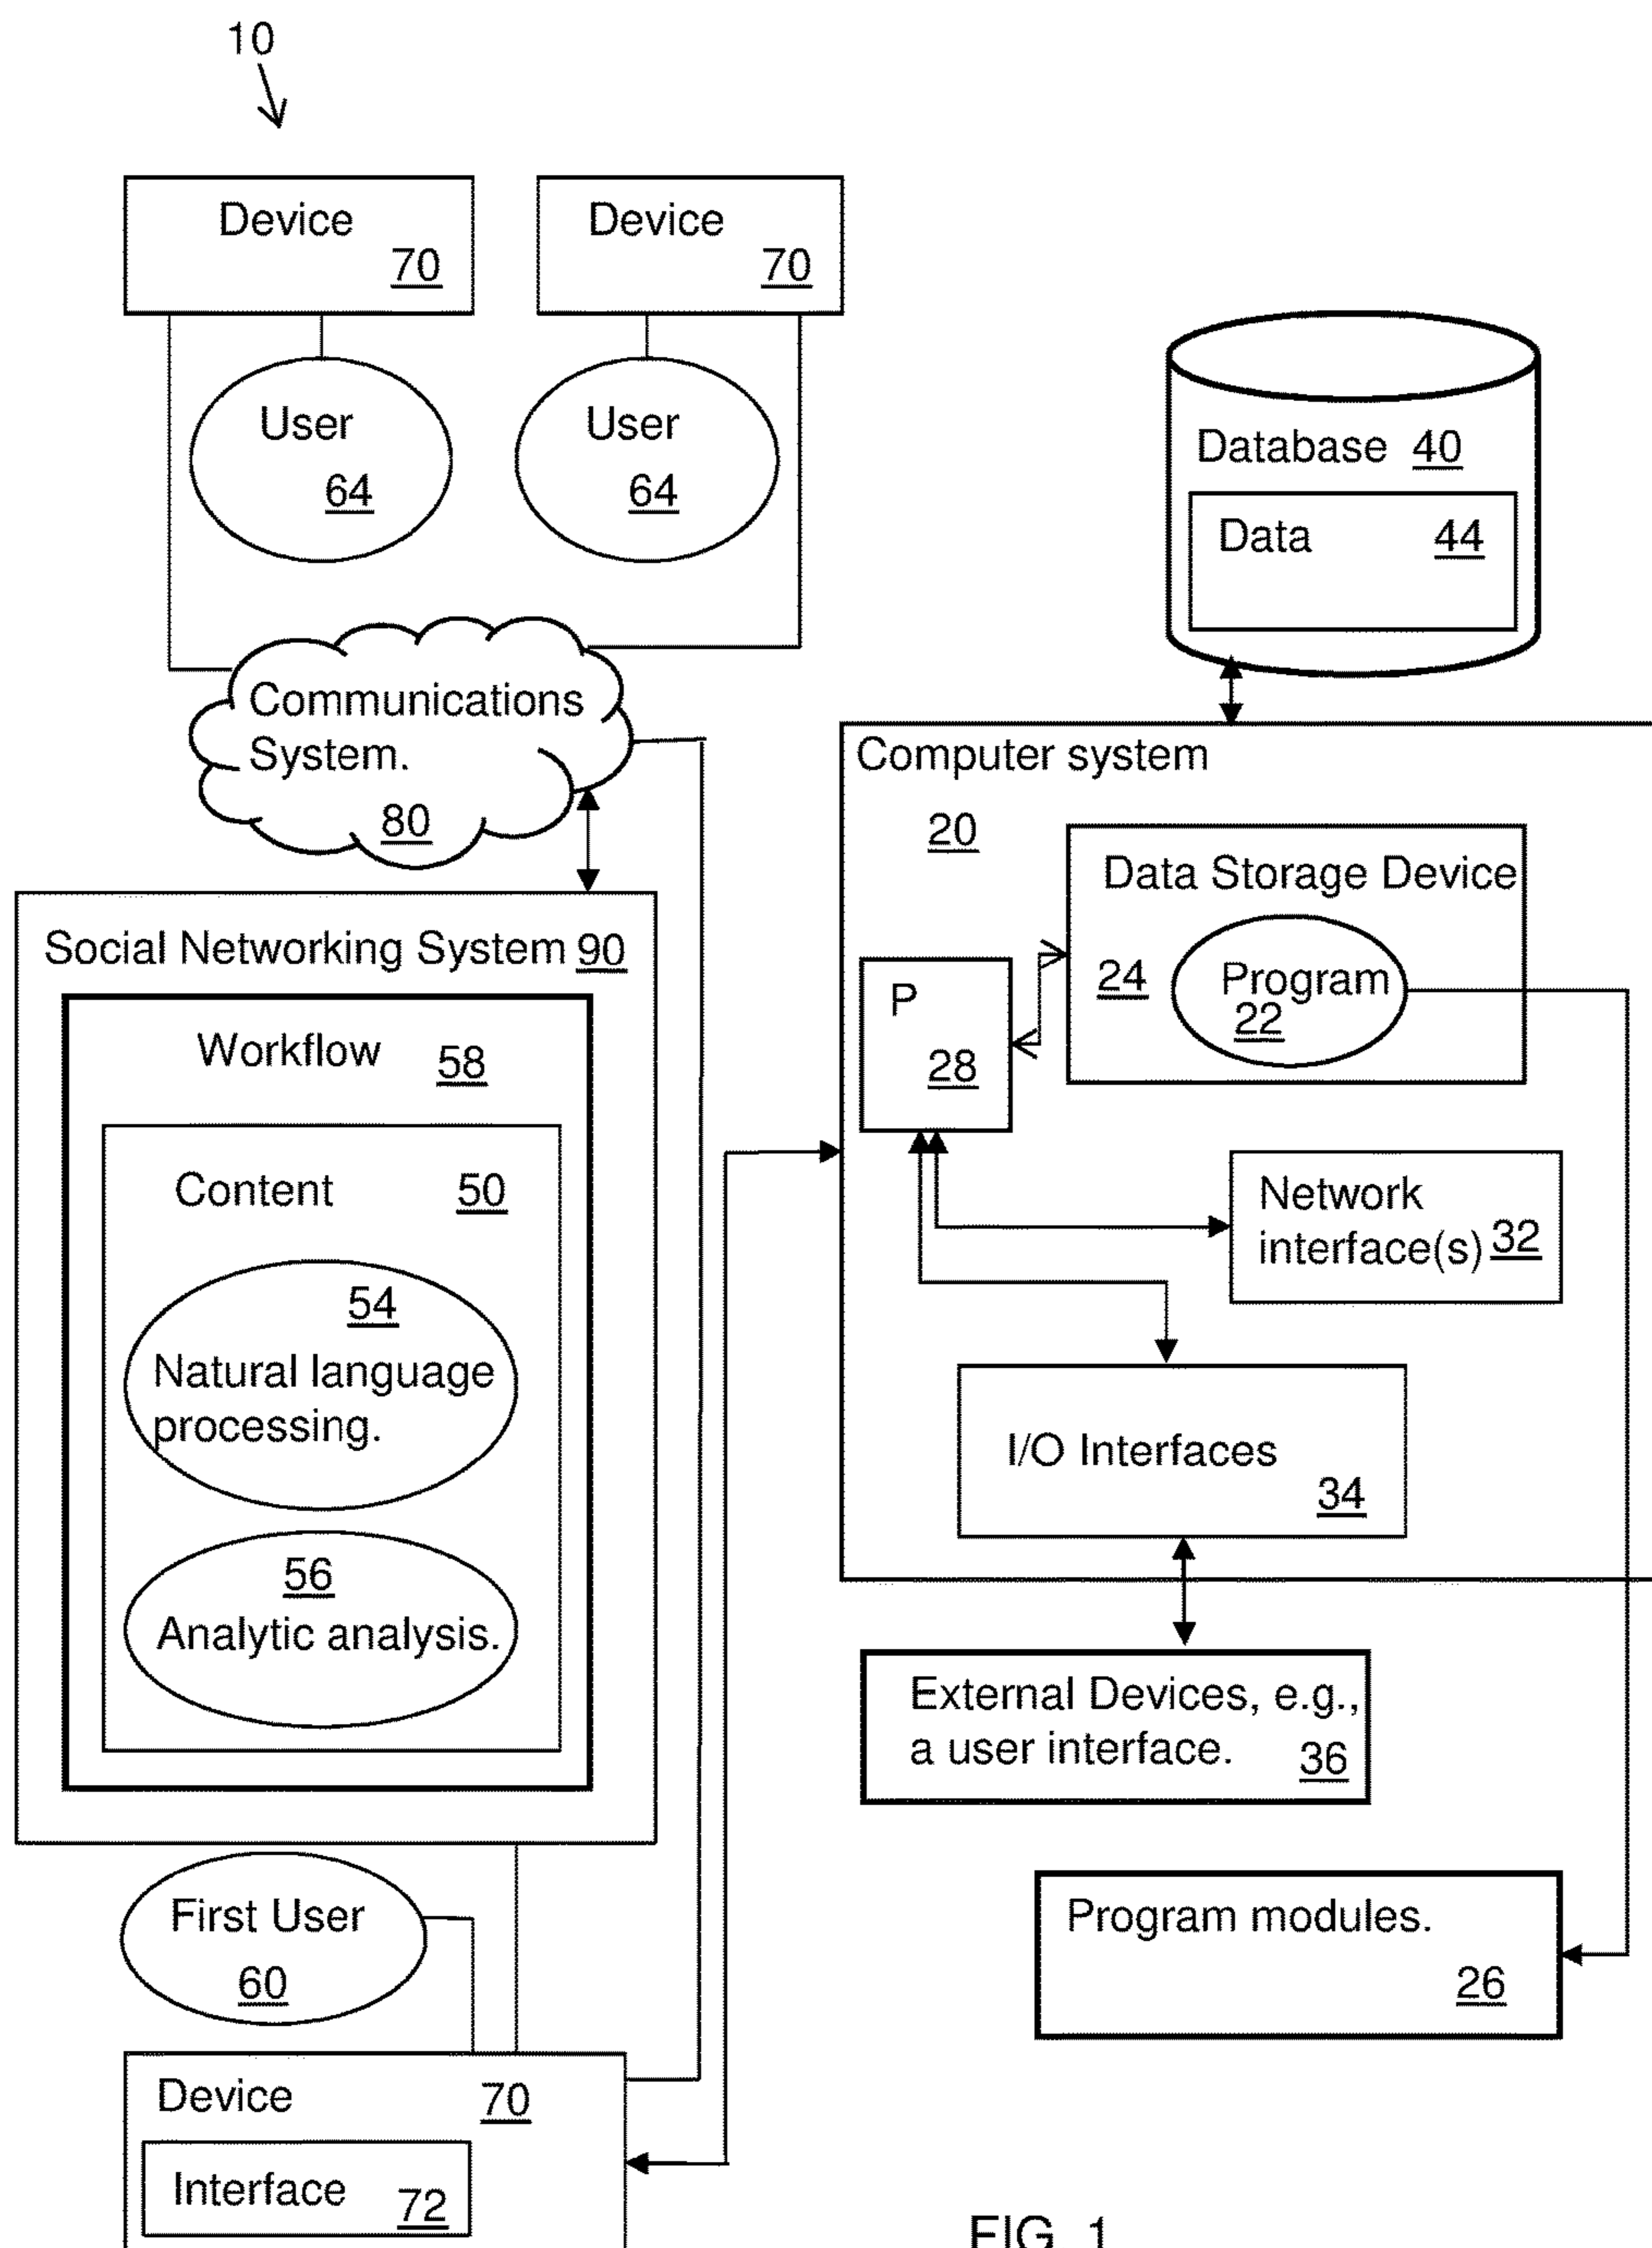 10
Device
70
Device
70
User
64
User
64
Database 40
Data 44
Communications
System.
80
Computer system
20
Data Storage Device
24
Program
22
P
28
Network
interface(s) 32
I/O Interfaces
34
External Devices, e.g.,
a user interface. 36
Program modules.
26
Social Networking System 90
Workflow 58
Content 50
54
Natural language
processing.
56
Analytic analysis.
First User
60
Device 70
Interface 72
FIG. 1